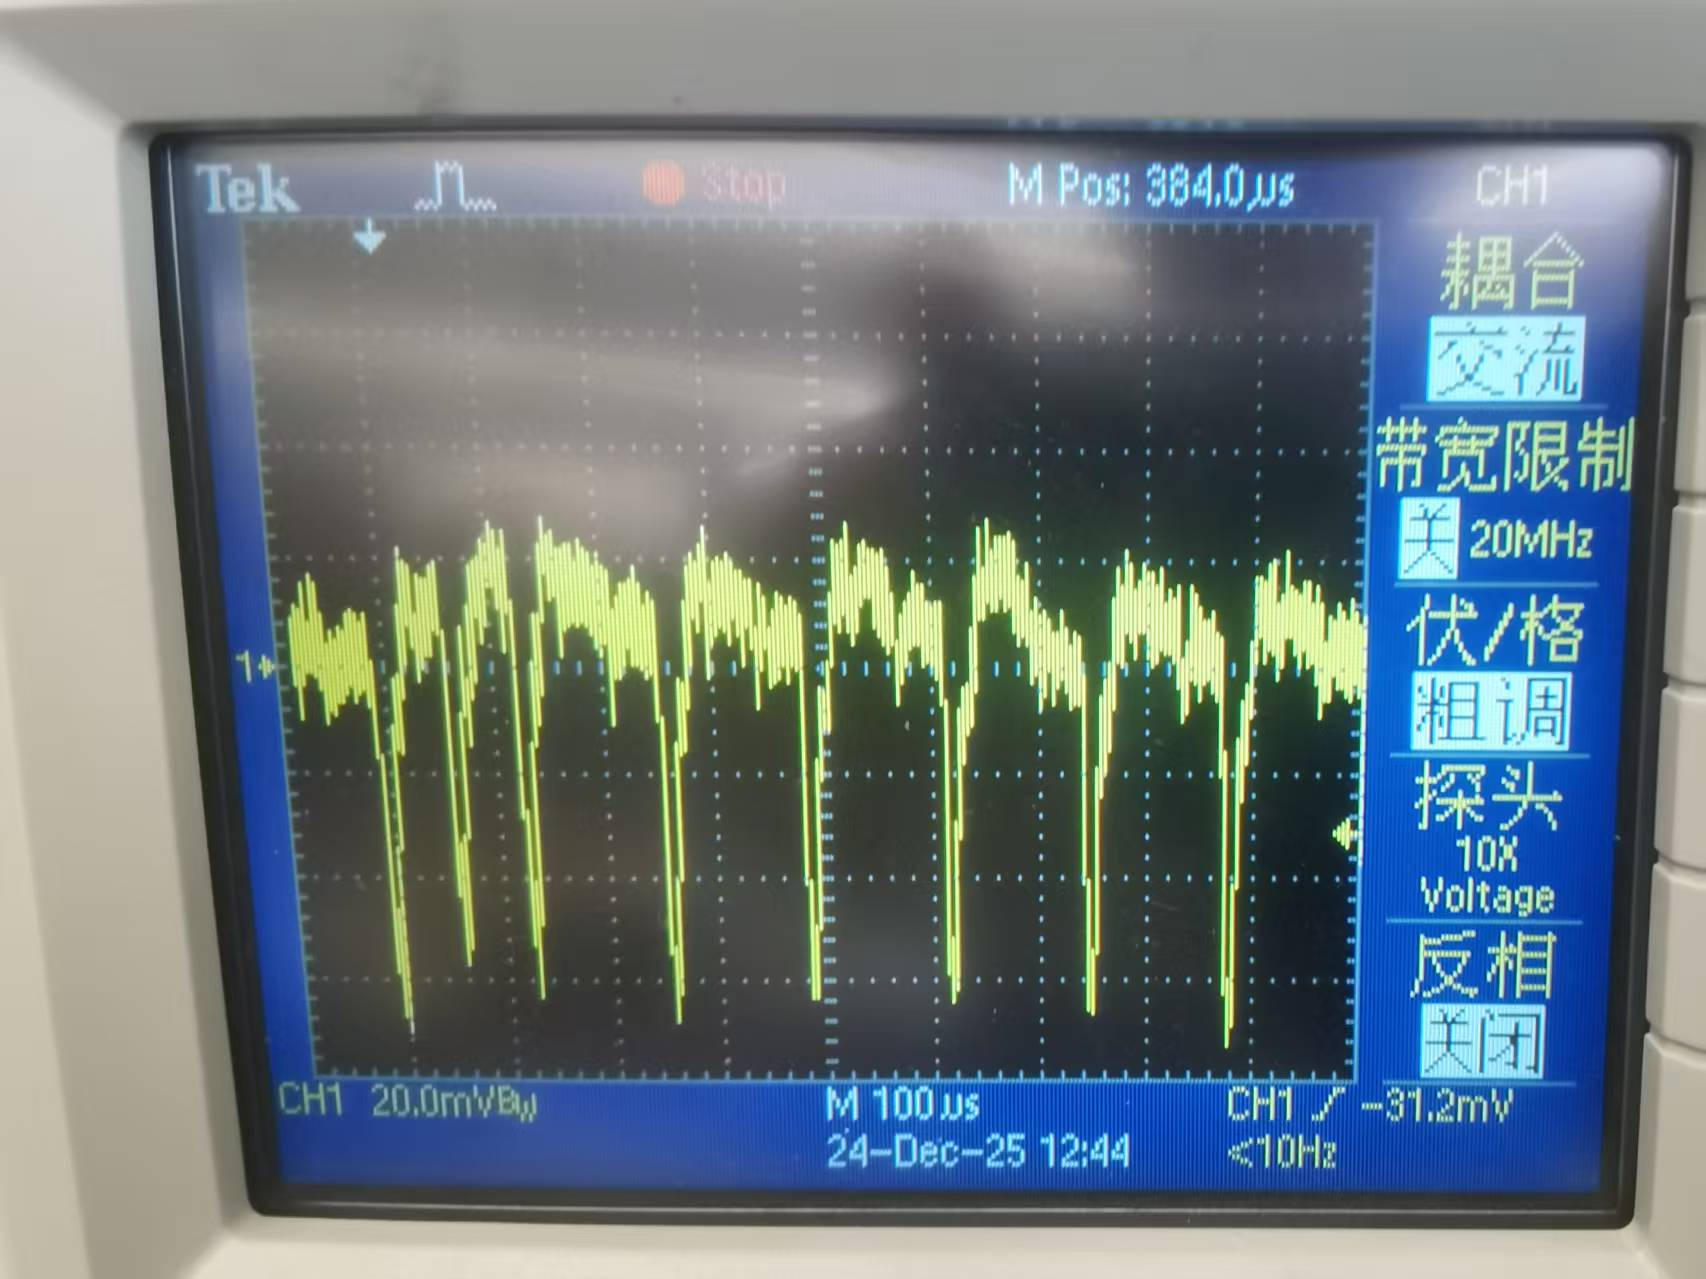 Tek Stop M Pos: 384.0µs CH1
耦合
交流
带宽限制
关 20MHz
伏/格
粗调
探头
10X
Voltage
反相
关闭
1
CH1 20.0mVBW M 100µs CH1 -31.2mV
24-Dec-25 12:44 <10Hz